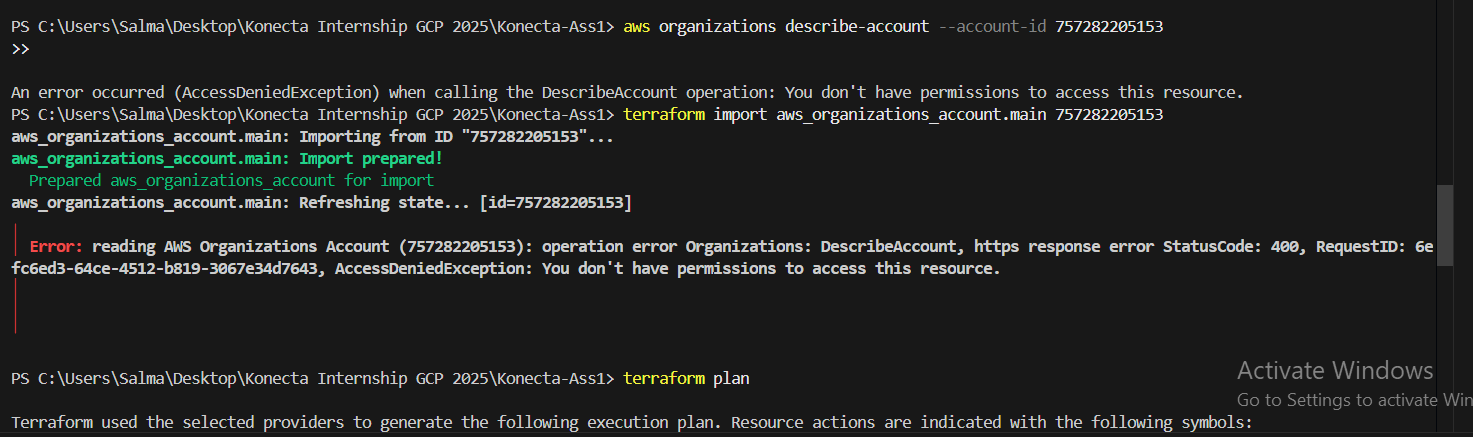 PS C:\Users\Salma\Desktop\Konecta Internship GCP 2025\Konecta-Ass1> aws organizations describe-account --account-id 757282205153
>>
An error occurred (AccessDeniedException) when calling the DescribeAccount operation: You don't have permissions to access this resource.
PS C:\Users\Salma\Desktop\Konecta Internship GCP 2025\Konecta-Ass1> terraform import aws_organizations_account.main 757282205153
aws_organizations_account.main: Importing from ID "757282205153"...
aws_organizations_account.main: Import prepared!
  Prepared aws_organizations_account for import
aws_organizations_account.main: Refreshing state... [id=757282205153]
Error: reading AWS Organizations Account (757282205153): operation error Organizations: DescribeAccount, https response error StatusCode: 400, RequestID: 6e
fc6ed3-64ce-4512-b819-3067e34d7643, AccessDeniedException: You don't have permissions to access this resource.
PS C:\Users\Salma\Desktop\Konecta Internship GCP 2025\Konecta-Ass1> terraform plan
Activate Windows
Go to Settings to activate Win
Terraform used the selected providers to generate the following execution plan. Resource actions are indicated with the following symbols: